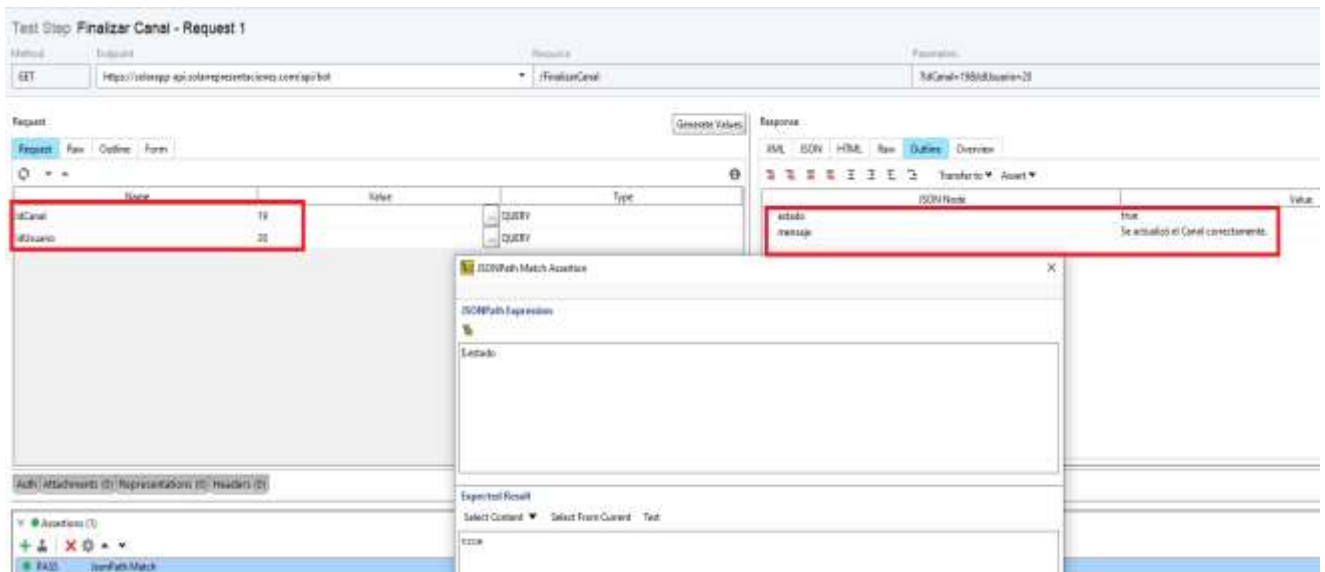 Test Step Finalizar Canal - Request 1
Method Endpoint Resource Parameters
GET /FinalizarCanal ?idCanal=19&idUsuario=20
Request Generate Values Response
Request Raw Outline Form XML JSON HTML Raw Outline Overview
Transfer to Assert
Name Value Type JSON Node Value
idCanal 19 ... QUERY estado true
idUsuario 20 ... QUERY mensaje Se actualizó el Canal correctamente.
JSONPath Match Assertion
JSONPath Expression
$.estado
Auth Attachments (0) Representations (0) Headers (0)
Expected Result
Select Content Select From Current Test
Assertions (1)
true
PASS JsonPath Match